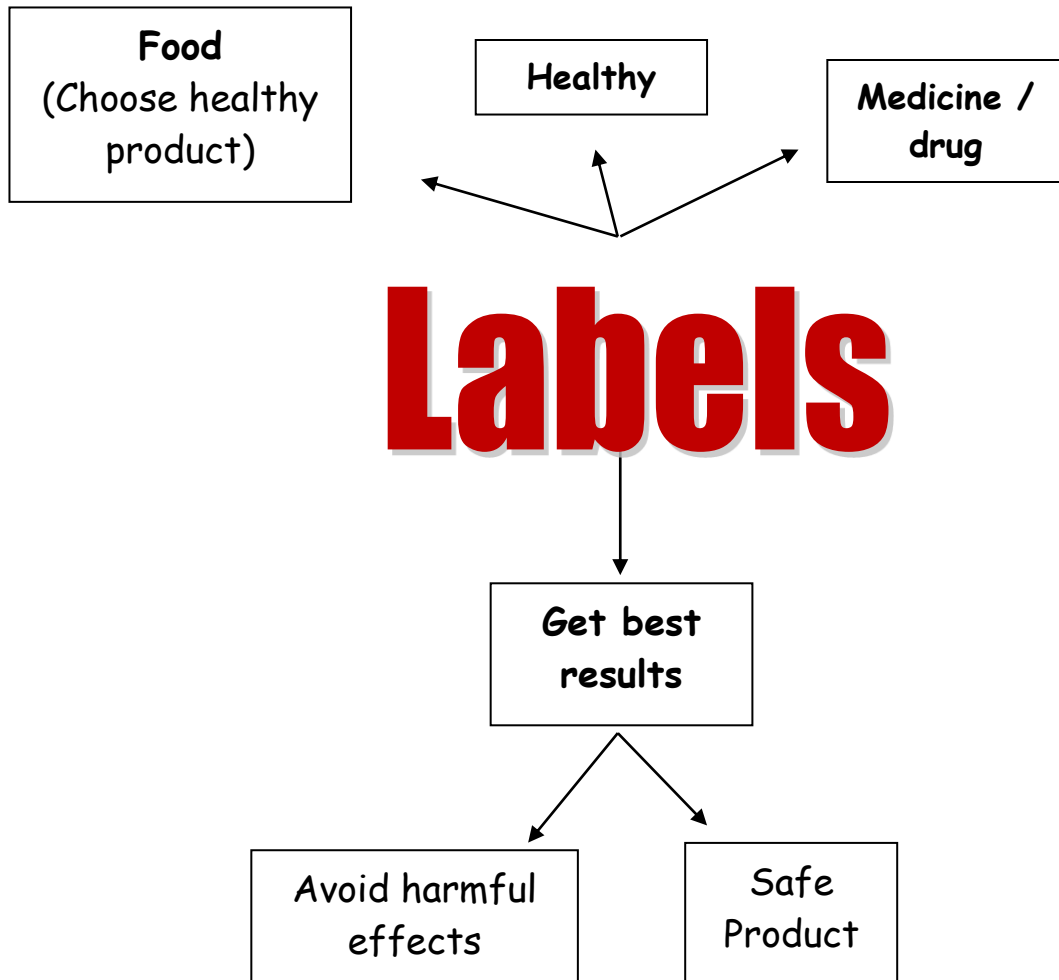 Food
(Choose healthy
product)
Healthy
Medicine /
drug
Labels
Get best
results
Avoid harmful
effects
Safe
Product